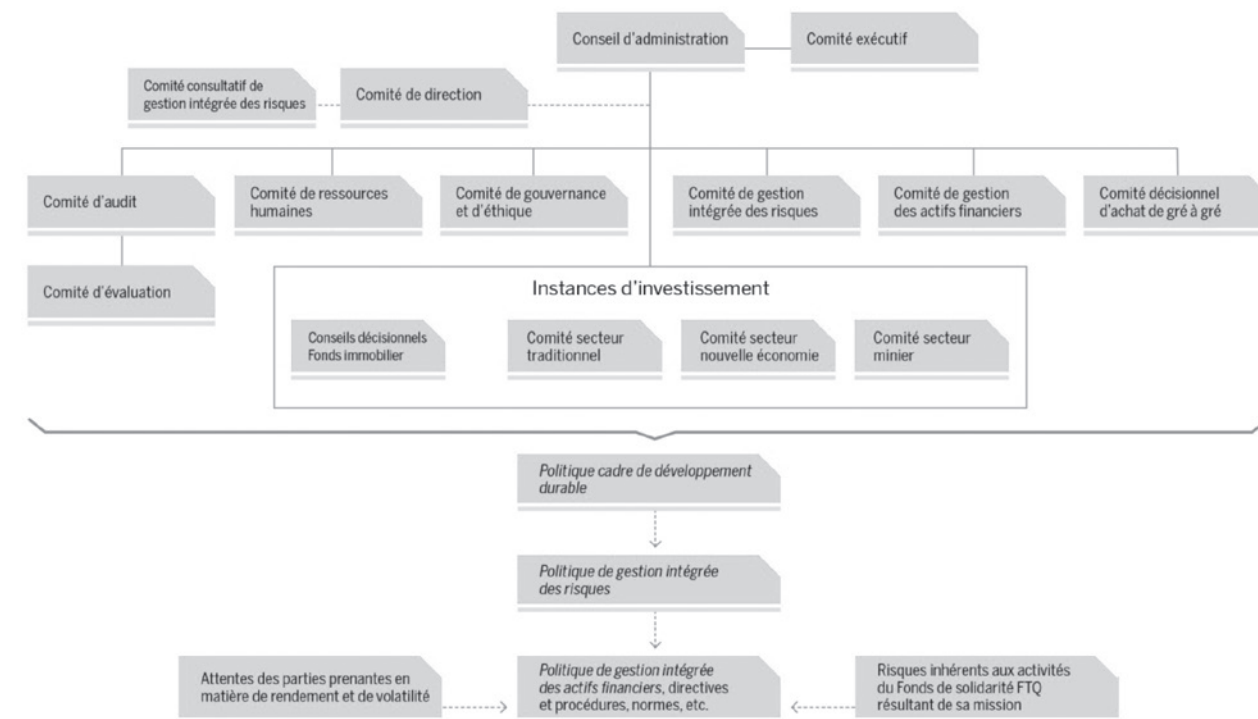 Conseil d'administration
Comité exécutif
Comité consultatif de
gestion intégrée des risques
Comité de direction
Comité d'audit
Comité de ressources
humaines
Comité de gouvernance
et d'éthique
Comité de gestion
intégrée des risques
Comité de gestion
des actifs financiers
Comité décisionnel
d'achat de gré à gré
Comité d'évaluation
Instances d'investissement
Conseils décisionnels
Fonds immobilier
Comité secteur
traditionnel
Comité secteur
nouvelle économie
Comité secteur
minier
Politique cadre de développement
durable
Politique de gestion intégrée
des risques
Attentes des parties prenantes en
matière de rendement et de volatilité
Politique de gestion intégrée
des actifs financiers, directives
et procédures, normes, etc.
Risques inhérents aux activités
du Fonds de solidarité FTQ
résultant de sa mission